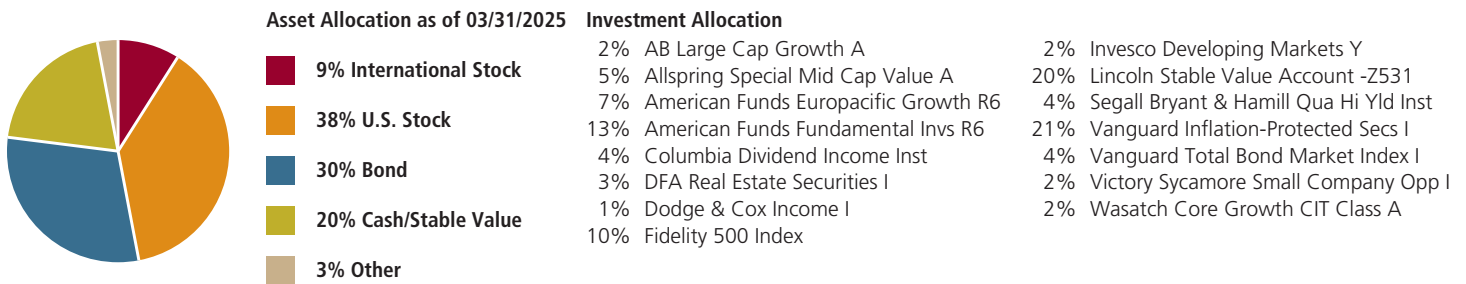 Asset Allocation as of 03/31/2025
9% International Stock
38% U.S. Stock
30% Bond
20% Cash/Stable Value
3% Other
Investment Allocation
2% AB Large Cap Growth A
5% Allspring Special Mid Cap Value A
7% American Funds Europacific Growth R6
13% American Funds Fundamental Invs R6
4% Columbia Dividend Income Inst
3% DFA Real Estate Securities I
1% Dodge & Cox Income I
10% Fidelity 500 Index
2% Invesco Developing Markets Y
20% Lincoln Stable Value Account -Z531
4% Segall Bryant & Hamill Qua Hi Yld Inst
21% Vanguard Inflation-Protected Secs I
4% Vanguard Total Bond Market Index I
2% Victory Sycamore Small Company Opp I
2% Wasatch Core Growth CIT Class A